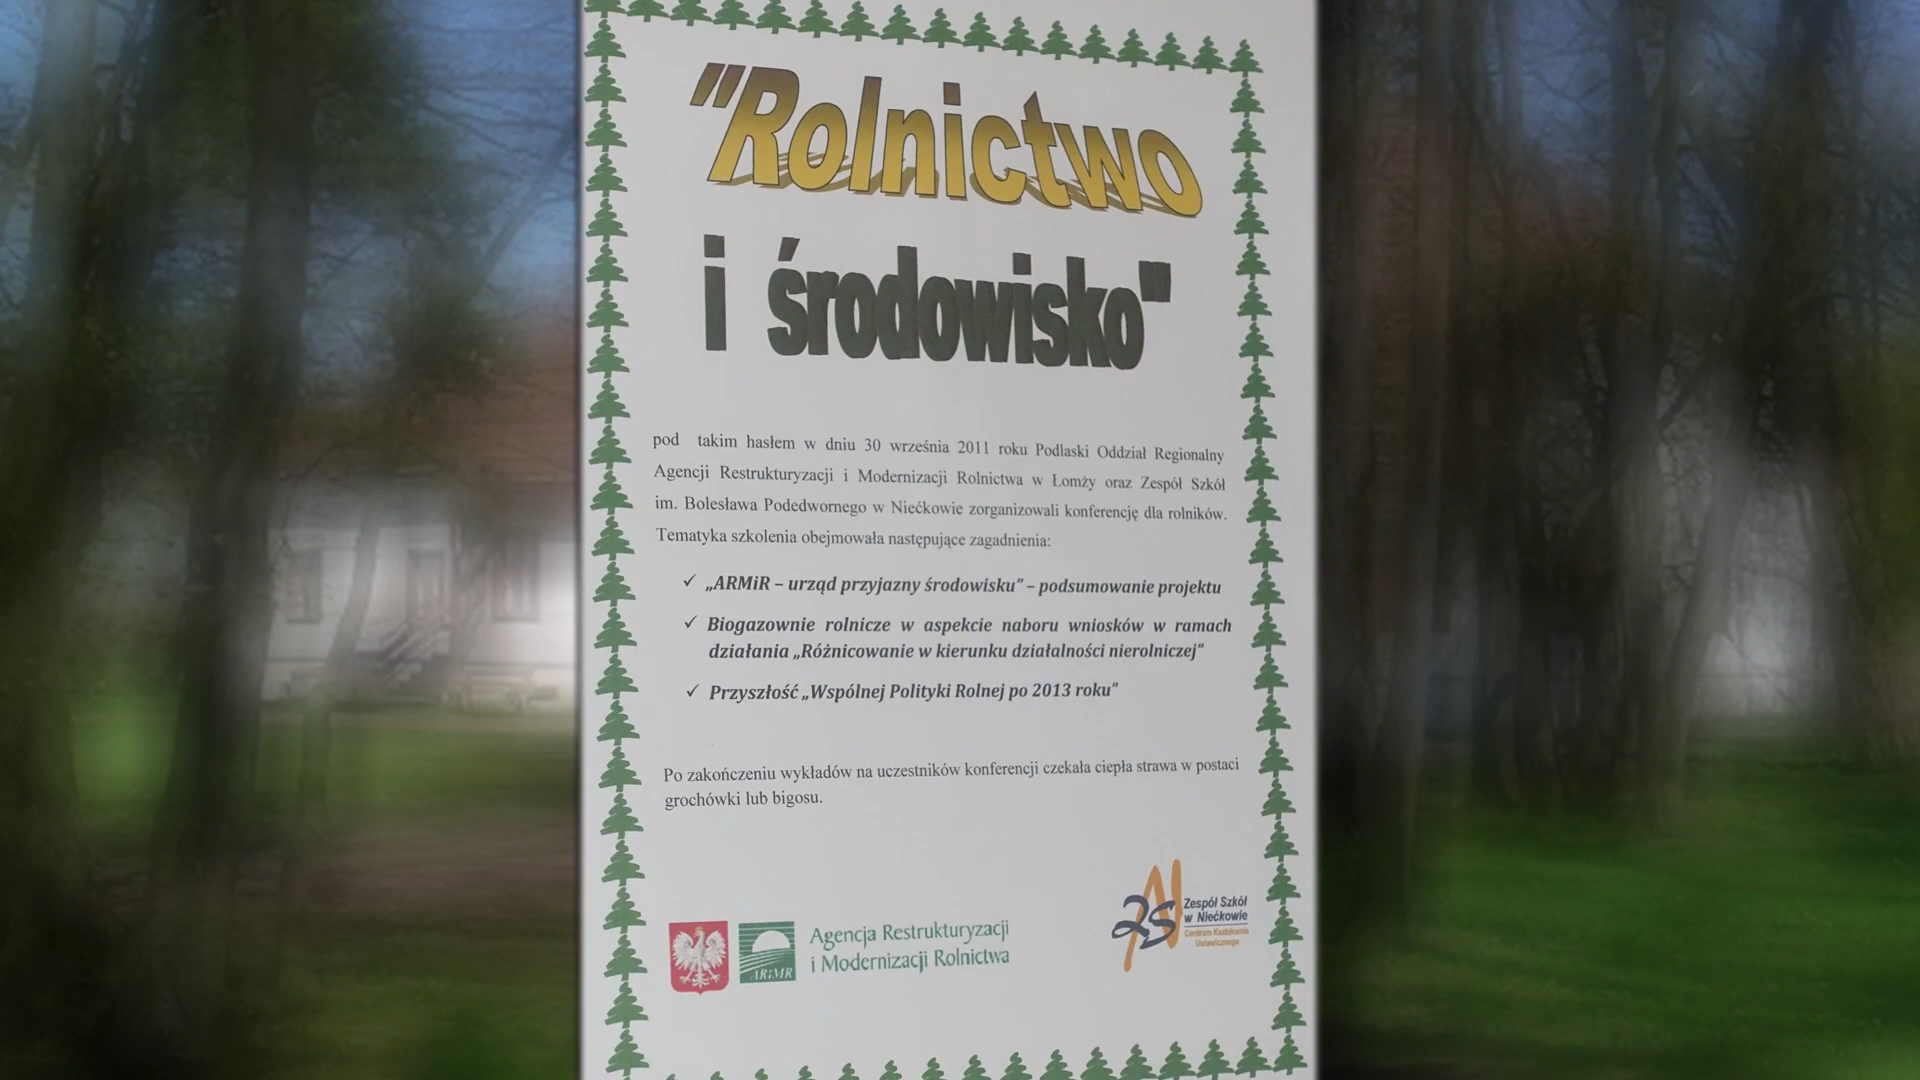 "Rolnictwo
i środowisko"
pod takim hasłem w dniu 30 września 2011 roku Podlaski Oddział Regionalny
Agencji Restrukturyzacji i Modernizacji Rolnictwa w Łomży oraz Zespół Szkół
im. Bolesława Podedwornego w Niećkowie zorganizowali konferencję dla rolników.
Tematyka szkolenia obejmowała następujące zagadnienia:
✓ „ARMiR – urząd przyjazny środowisku” – podsumowanie projektu
✓ Biogazownie rolnicze w aspekcie naboru wniosków w ramach
działania „Różnicowanie w kierunku działalności nierolniczej”
✓ Przyszłość „Wspólnej Polityki Rolnej po 2013 roku”
Po zakończeniu wykładów na uczestników konferencji czekała ciepła strawa w postaci
grochówki lub bigosu.
ARiMR
Agencja Restrukturyzacji
i Modernizacji Rolnictwa
ZSN
Zespół Szkół
w Niećkowie
Centrum Kształcenia
Ustawicznego